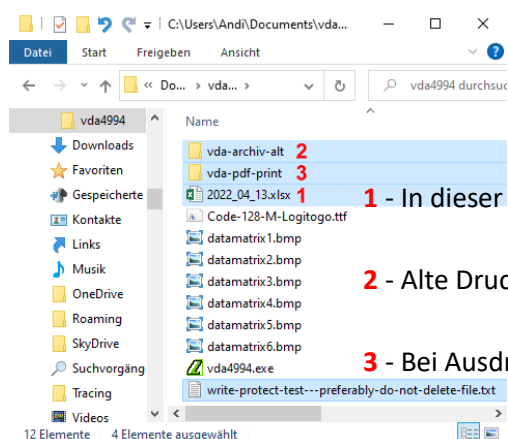 C:\Users\Andi\Documents\vda...
Datei Start Freigeben Ansicht
« Do... › vda... › vda4994 durchsuc
vda4994
Downloads
Favoriten
Gespeicherte
Kontakte
Links
Musik
OneDrive
Roaming
SkyDrive
Suchvorgäng
Tracing
Videos
Name
vda-archiv-alt 2
vda-pdf-print 3
2022_04_13.xlsx 1
Code-128-M-Logitogo.ttf
datamatrix1.bmp
datamatrix2.bmp
datamatrix3.bmp
datamatrix4.bmp
datamatrix5.bmp
datamatrix6.bmp
vda4994.exe
write-protect-test---preferably-do-not-delete-file.txt
1 - In dieser
2 - Alte Druc
3 - Bei Ausdr
12 Elemente 4 Elemente ausgewählt